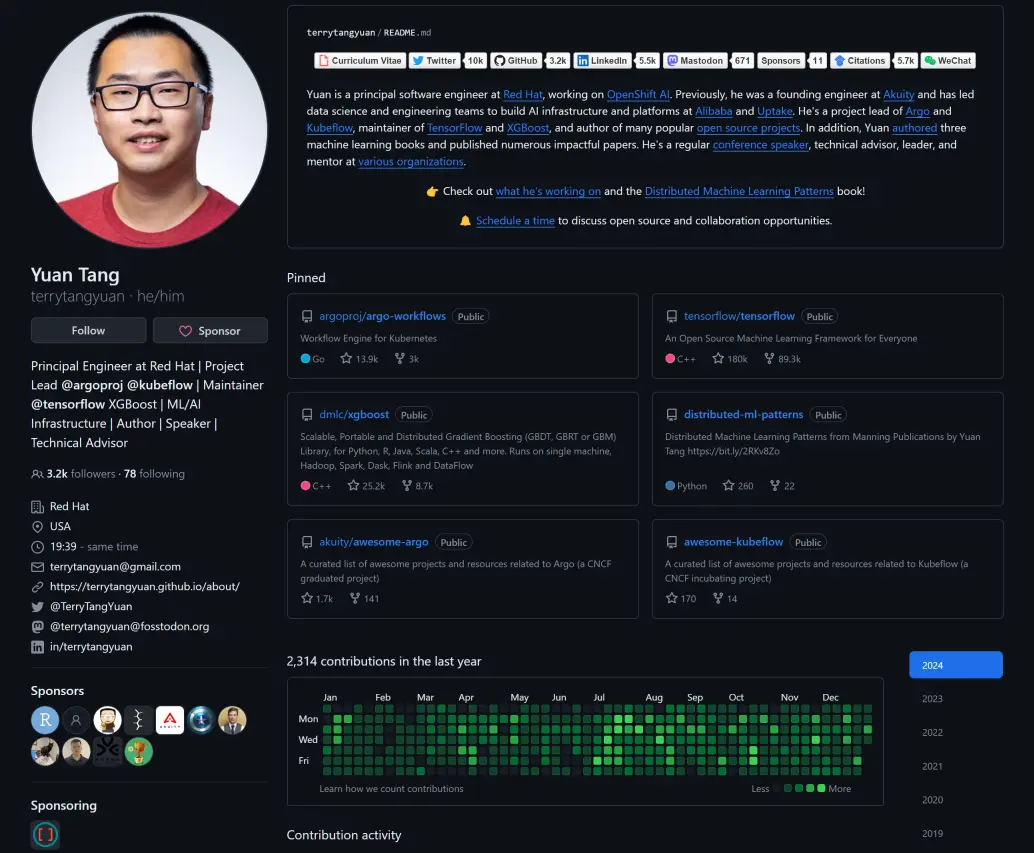 terrytangyuan / README.md
Curriculum Vitae Twitter 10k GitHub 3.2k LinkedIn 5.5k Mastodon 671 Sponsors 11 Citations 5.7k WeChat
Yuan is a principal software engineer at Red Hat, working on OpenShift AI. Previously, he was a founding engineer at Akuity and has led
data science and engineering teams to build AI infrastructure and platforms at Alibaba and Uptake. He's a project lead of Argo and
Kubeflow, maintainer of TensorFlow and XGBoost, and author of many popular open source projects. In addition, Yuan authored three
machine learning books and published numerous impactful papers. He's a regular conference speaker, technical advisor, leader, and
mentor at various organizations.
👉 Check out what he's working on and the Distributed Machine Learning Patterns book!
🔔 Schedule a time to discuss open source and collaboration opportunities.
Yuan Tang
terrytangyuan · he/him
Follow
Sponsor
Principal Engineer at Red Hat | Project
Lead @argoproj @kubeflow | Maintainer
@tensorflow XGBoost | ML/AI
Infrastructure | Author | Speaker |
Technical Advisor
3.2k followers · 78 following
Red Hat
USA
19:39 - same time
terrytangyuan@gmail.com
https://terrytangyuan.github.io/about/
@TerryTangYuan
@terrytangyuan@fosstodon.org
in/terrytangyuan
Sponsors
R
AKUITY
Sponsoring
Pinned
argoproj/argo-workflows Public
Workflow Engine for Kubernetes
Go 13.9k 3k
tensorflow/tensorflow Public
An Open Source Machine Learning Framework for Everyone
C++ 180k 89.3k
dmlc/xgboost Public
Scalable, Portable and Distributed Gradient Boosting (GBDT, GBRT or GBM)
Library, for Python, R, Java, Scala, C++ and more. Runs on single machine,
Hadoop, Spark, Dask, Flink and DataFlow
C++ 25.2k 8.7k
distributed-ml-patterns Public
Distributed Machine Learning Patterns from Manning Publications by Yuan
Tang https://bit.ly/2RKv8Zo
Python 260 22
akuity/awesome-argo Public
A curated list of awesome projects and resources related to Argo (a CNCF
graduated project)
1.7k 141
awesome-kubeflow Public
A curated list of awesome projects and resources related to Kubeflow (a
CNCF incubating project)
170 14
2,314 contributions in the last year
Jan Feb Mar Apr May Jun Jul Aug Sep Oct Nov Dec
Mon
Wed
Fri
Learn how we count contributions
Less More
2024
2023
2022
2021
2020
2019
Contribution activity